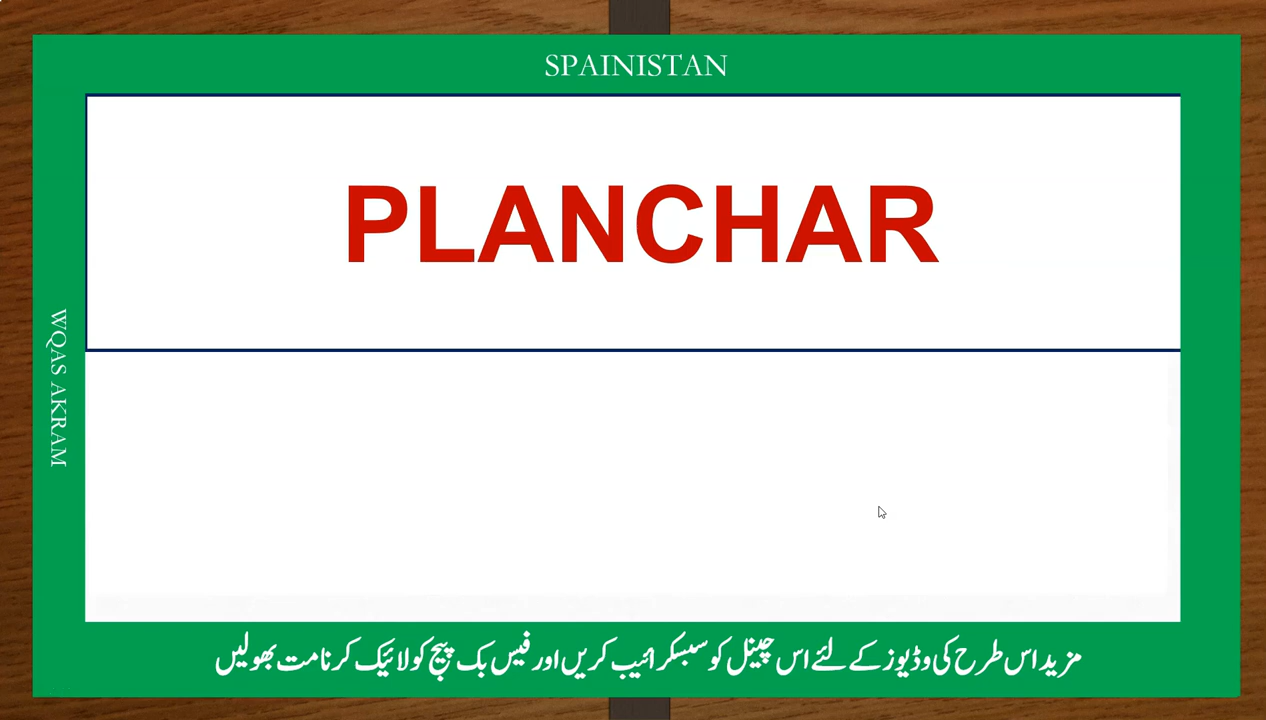 SPAINISTAN
PLANCHAR
WQAS AKRAM
مزید اس طرح کی وڈیوز کے لئے اس چینل کو سبسکرائیب کریں اور فیس بک پیج کو لائیک کرنا مت بھولیں